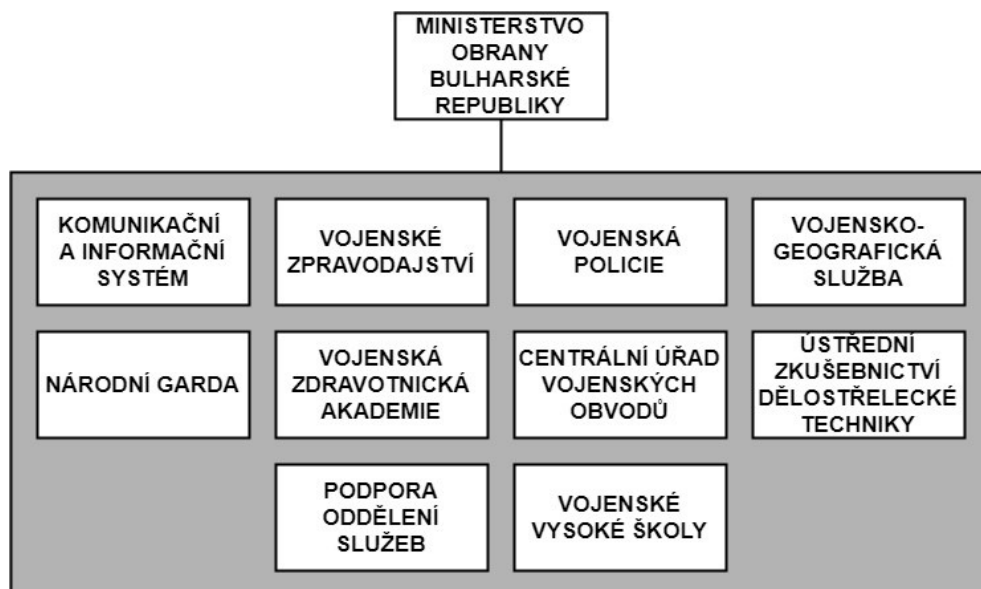 MINISTERSTVO
OBRANY
BULHARSKÉ
REPUBLIKY
KOMUNIKAČNÍ
A INFORMAČNÍ
SYSTÉM
VOJENSKÉ
ZPRAVODAJSTVÍ
VOJENSKÁ
POLICIE
VOJENSKO-
GEOGRAFICKÁ
SLUŽBA
NÁRODNÍ GARDA
VOJENSKÁ
ZDRAVOTNICKÁ
AKADEMIE
CENTRÁLNÍ ÚŘAD
VOJENSKÝCH
OBVODŮ
ÚSTŘEDNÍ
ZKUŠEBNICTVÍ
DĚLOSTŘELECKÉ
TECHNIKY
PODPORA
ODDĚLENÍ
SLUŽEB
VOJENSKÉ
VYSOKÉ ŠKOLY